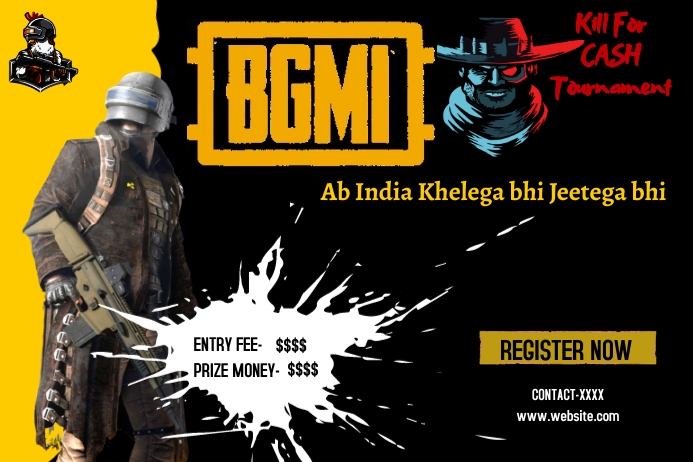 BGMI
Kill For
CASH
Tournament
Ab India Khelega bhi Jeetega bhi
ENTRY FEE- $$$$
PRIZE MONEY- $$$$
REGISTER NOW
CONTACT-XXXX
www.website.com